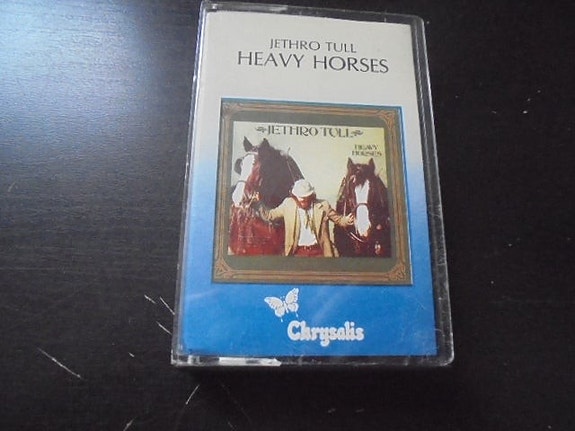 JETHRO TULL
HEAVY HORSES
JETHRO TULL
HEAVY
HORSES
Chrysalis